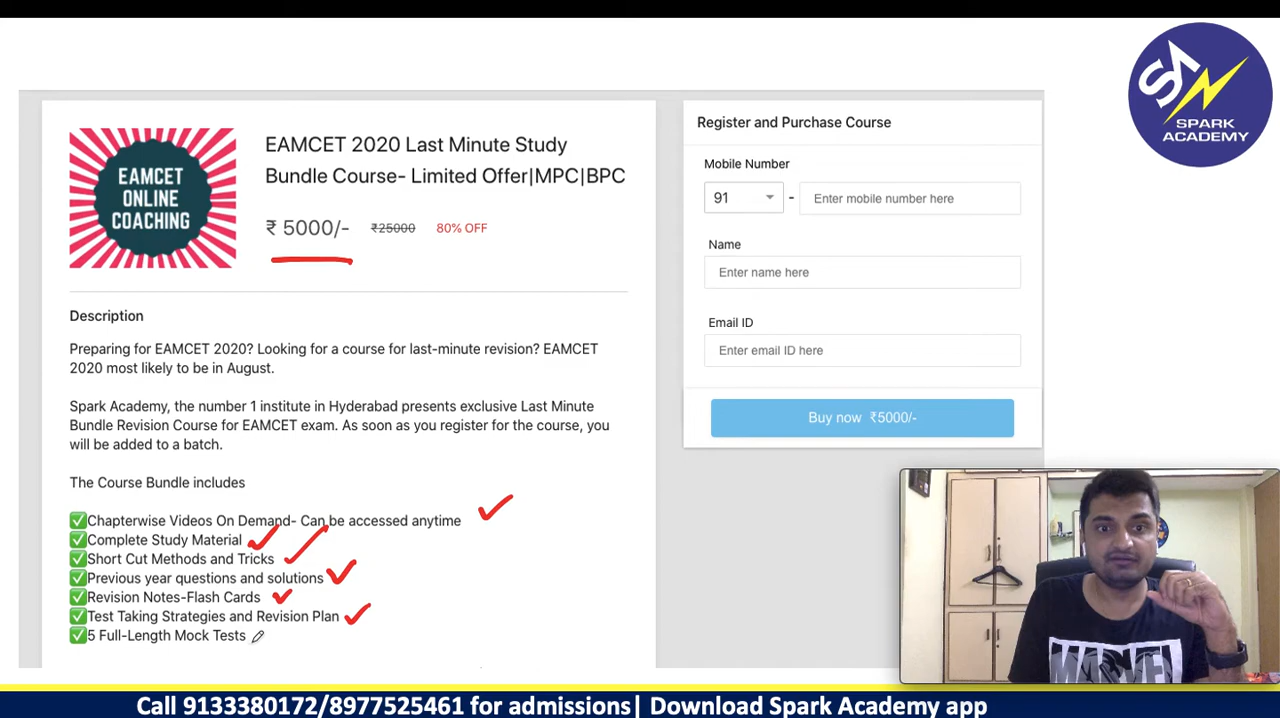 EAMCET
ONLINE
COACHING
EAMCET 2020 Last Minute Study
Bundle Course- Limited Offer|MPC|BPC
₹ 5000/- ₹25000 80% OFF
Description
Preparing for EAMCET 2020? Looking for a course for last-minute revision? EAMCET
2020 most likely to be in August.
Spark Academy, the number 1 institute in Hyderabad presents exclusive Last Minute
Bundle Revision Course for EAMCET exam. As soon as you register for the course, you
will be added to a batch.
The Course Bundle includes
✅Chapterwise Videos On Demand- Can be accessed anytime
✅Complete Study Material
✅Short Cut Methods and Tricks
✅Previous year questions and solutions
✅Revision Notes-Flash Cards
✅Test Taking Strategies and Revision Plan
✅5 Full-Length Mock Tests
Register and Purchase Course
Mobile Number
91 - Enter mobile number here
Name
Enter name here
Email ID
Enter email ID here
Buy now ₹5000/-
SPARK
ACADEMY
MARVEL
Call 9133380172/8977525461 for admissions| Download Spark Academy app